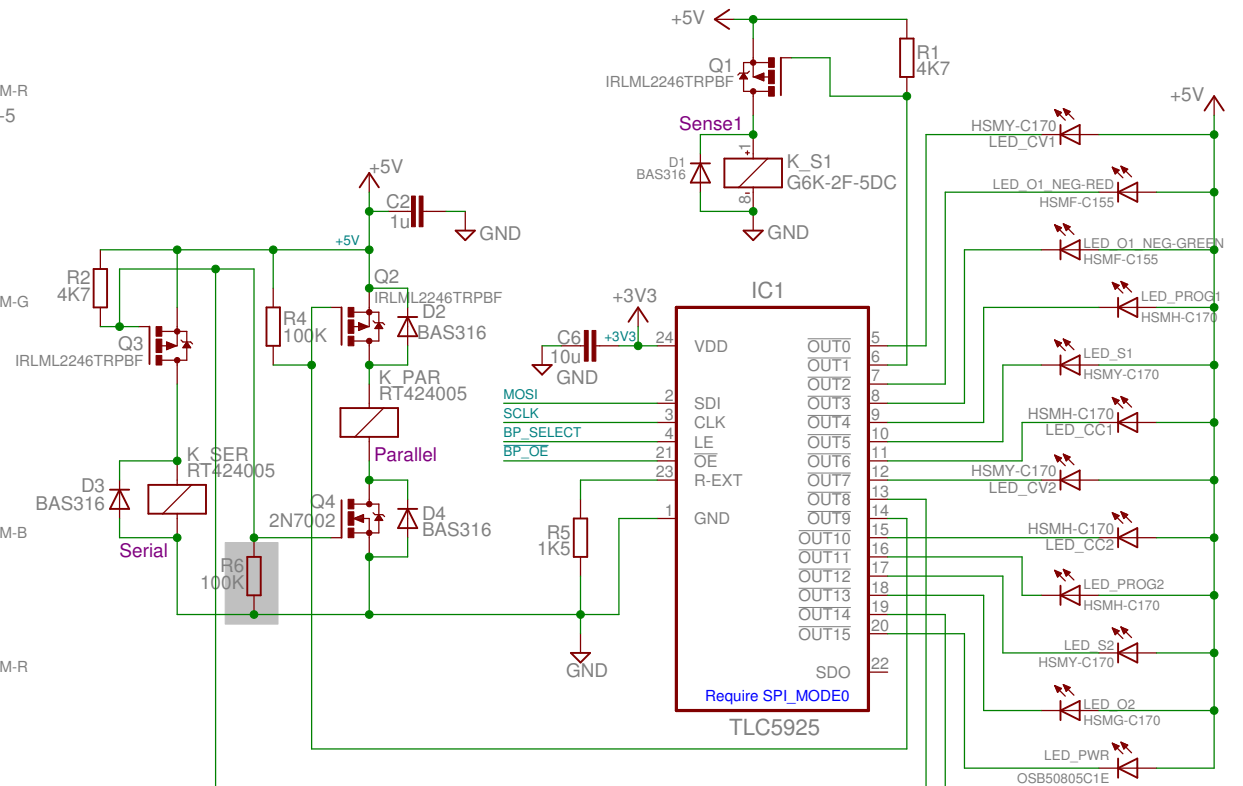 +5V
R1
4K7
Q1
IRLML2246TRPBF
M-R
-5
+5V
Sense1
HSMY-C170
LED_CV1
1
D1
BAS316
K_S1
G6K-2F-5DC
8
+5V
LED_O1_NEG-RED
HSMF-C155
C2
1u
GND
GND
+5V
LED_O1_NEG-GREEN
HSMF-C155
R2
4K7
Q2
IRLML2246TRPBF
M-G
D2
BAS316
R4
100K
Q3
IRLML2246TRPBF
+3V3
IC1
LED_PROG1
HSMH-C170
C6
10u
+3V3
GND
24
VDD
OUT0
5
OUT1
6
OUT2
7
OUT3
8
OUT4
9
OUT5
10
OUT6
11
OUT7
12
OUT8
13
OUT9
14
OUT10
15
OUT11
16
OUT12
17
OUT13
18
OUT14
19
OUT15
20
SDO
22
LED_S1
HSMY-C170
K_PAR
RT424005
MOSI
2
SDI
SCLK
3
CLK
BP_SELECT
4
LE
BP_OE
21
OE
23
R-EXT
1
GND
HSMH-C170
LED_CC1
Parallel
K_SER
RT424005
HSMY-C170
LED_CV2
D3
BAS316
Q4
2N7002
D4
BAS316
M-B
Serial
R5
1K5
HSMH-C170
LED_CC2
R6
100K
LED_PROG2
HSMH-C170
GND
M-R
LED_S2
HSMY-C170
Require SPI_MODE0
TLC5925
LED_O2
HSMG-C170
LED_PWR
OSB50805C1E